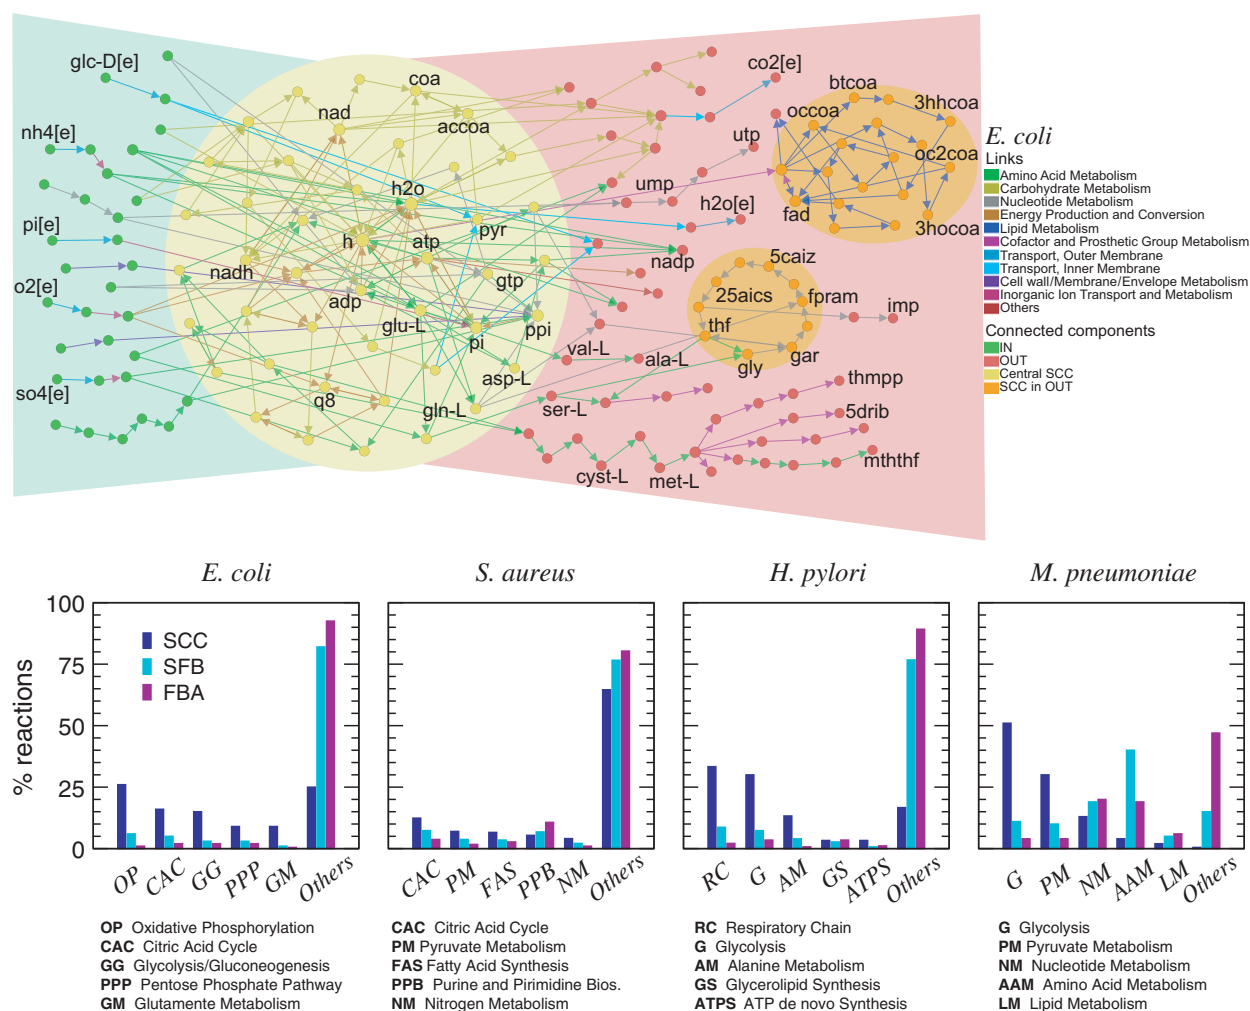 glc-D[e]
nh4[e]
pi[e]
o2[e]
so4[e]
coa
nad
accoa
h2o
h
atp
pyr
nadh
gtp
adp
glu-L
pi
ppi
asp-L
q8
gln-L
co2[e]
utp
ump
h2o[e]
nadp
val-L
ala-L
ser-L
cyst-L
met-L
thmpp
5drib
mththf
imp
btcoa
3hhcoa
occoa
oc2coa
fad
3hocoa
5caiz
25aics
fpram
thf
gar
gly
E. coli
Links
Amino Acid Metabolism
Carbohydrate Metabolism
Nucleotide Metabolism
Energy Production and Conversion
Lipid Metabolism
Cofactor and Prosthetic Group Metabolism
Transport, Outer Membrane
Transport, Inner Membrane
Cell wall/Membrane/Envelope Metabolism
Inorganic Ion Transport and Metabolism
Others
Connected components
IN
OUT
Central SCC
SCC in OUT
E. coli
S. aureus
H. pylori
M. pneumoniae
% reactions
100
75
50
25
0
SCC
SFB
FBA
OP CAC GG PPP GM Others
CAC PM FAS PPB NM Others
RC G AM GS ATPS Others
G PM NM AAM LM Others
OP Oxidative Phosphorylation
CAC Citric Acid Cycle
GG Glycolysis/Gluconeogenesis
PPP Pentose Phosphate Pathway
GM Glutamente Metabolism
CAC Citric Acid Cycle
PM Pyruvate Metabolism
FAS Fatty Acid Synthesis
PPB Purine and Pirimidine Bios.
NM Nitrogen Metabolism
RC Respiratory Chain
G Glycolysis
AM Alanine Metabolism
GS Glycerolipid Synthesis
ATPS ATP de novo Synthesis
G Glycolysis
PM Pyruvate Metabolism
NM Nucleotide Metabolism
AAM Amino Acid Metabolism
LM Lipid Metabolism